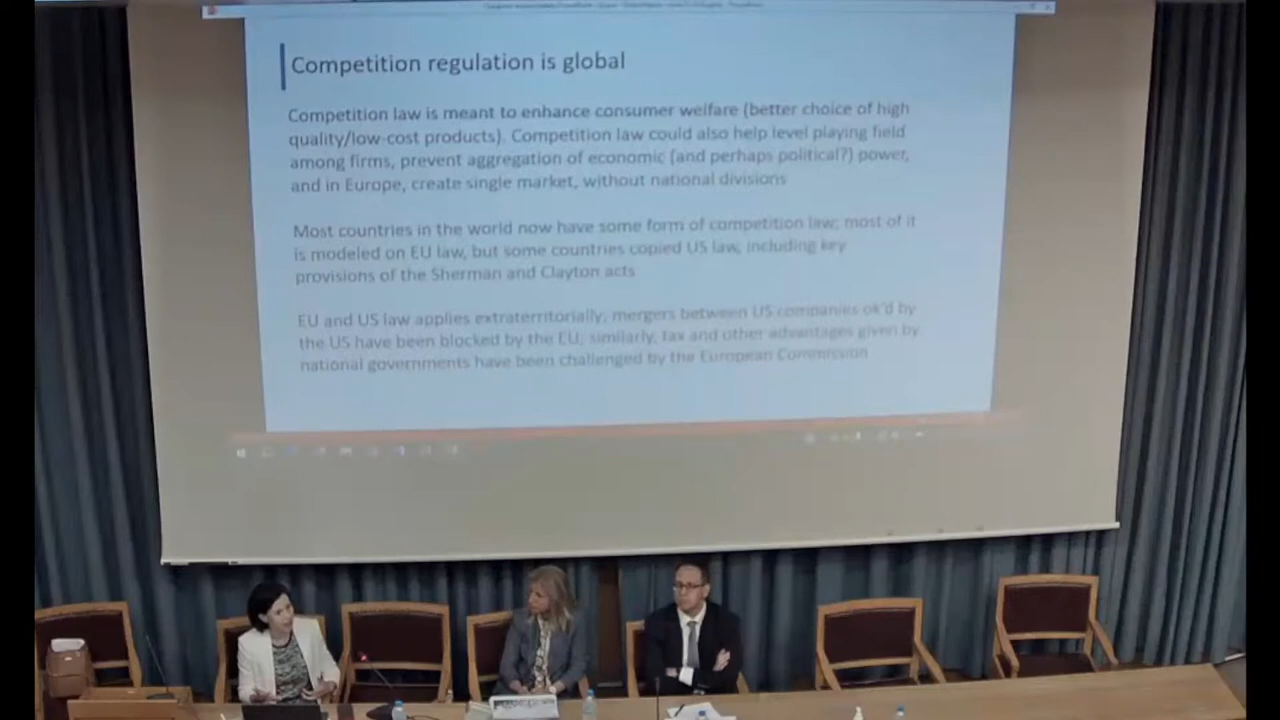 Competition regulation is global
Competition law is meant to enhance consumer welfare (better choice of high
quality/low-cost products). Competition law could also help level playing field
among firms, prevent aggregation of economic (and perhaps political?) power,
and in Europe, create single market, without national divisions
Most countries in the world now have some form of competition law; most of it
is modeled on EU law, but some countries copied US law, including key
provisions of the Sherman and Clayton acts
EU and US law applies extraterritorially; mergers between US companies ok'd by
the US have been blocked by the EU; similarly, tax and other advantages given by
national governments have been challenged by the European Commission